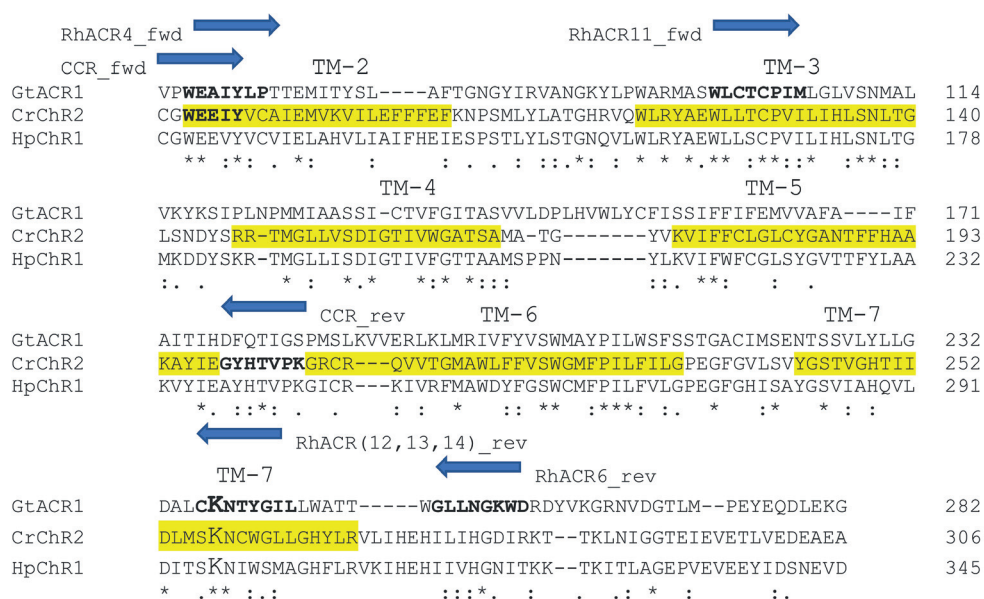 RhACR4_fwd RhACR11_fwd
CCR_fwd TM-2 TM-3
GtACR1 VPWEAIYLPTTEMITYSL----AFTGNGYIRVANGKYLPWARMASWLCTCPIMLGLVSNMAL 114
CrChR2 CGWEEIYVCAIEMVKVILEFFFEFKNPSMLYLATGHRVQWLRYAEWLLTCPVILIHLSNLTG 140
HpChR1 CGWEEVYVCVIELAHVLIAIFHEIESPSTLYLSTGNQVLWLRYAEWLLSCPVILIHLSNLTG 178
** :. : *: : : . : :.:. *. *.**: :**:: * :**::
TM-4 TM-5
GtACR1 VKYKSIPLNPMMIAASSI-CTVFGITASVVLDPLHVWLYCFISSIFFIFEMVVAFA----IF 171
CrChR2 LSNDYSRR-TMGLLVSDIGTIVWGATSAMA-TG-------YVKVIFFCLGLCYGANTFFHAA 193
HpChR1 MKDDYSKR-TMGLLISDIGTIVFGTTAAMSPPN-------YLKVIFWFCGLSYGVTTFYLAA 232
:. . * : *.* *:* *::: ::. **: : .
CCR_rev TM-6 TM-7
GtACR1 AITIHDFQTIGSPMSLKVVERLKLMRIVFYVSWMAYPILWSFSSTGACIMSENTSSVLYLLG 232
CrChR2 KAYIEGYHTVPKGRCR---QVVTGMAWLFFVSWGMFPILFILGPEGFGVLSVYGSTVGHTII 252
HpChR1 KVYIEAYHTVPKGICR---KIVRFMAWDYFGSWCMFPILFVLGPEGFGHISAYGSVIAHQVL 291
*. ::*: . . : : * : ** :***: :. * :* * : :
RhACR(12,13,14)_rev
TM-7 RhACR6_rev
GtACR1 DALCKNTYGILLWATT-----WGLLNGKWDRDYVKGRNVDGTLM--PEYEQDLEKG 282
CrChR2 DLMSKNCWGLLGHYLRVLIHEHILIHGDIRKT--TKLNIGGTEIEVETLVEDEAEA 306
HpChR1 DITSKNIWSMAGHFLRVKIHEHIIVHGNITKK--TKITLAGEPVEVEEYIDSNEVD 345
* .** :.: :::*. : . : * : :.